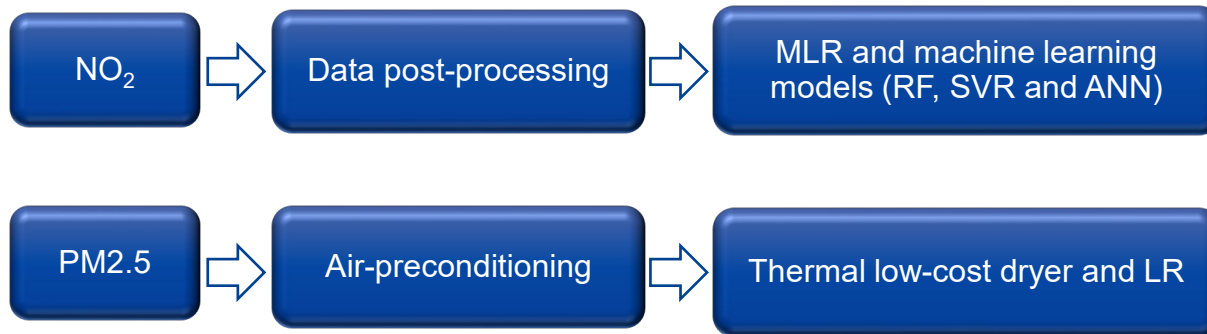 NO₂
Data post-processing
MLR and machine learning
models (RF, SVR and ANN)
PM2.5
Air-preconditioning
Thermal low-cost dryer and LR